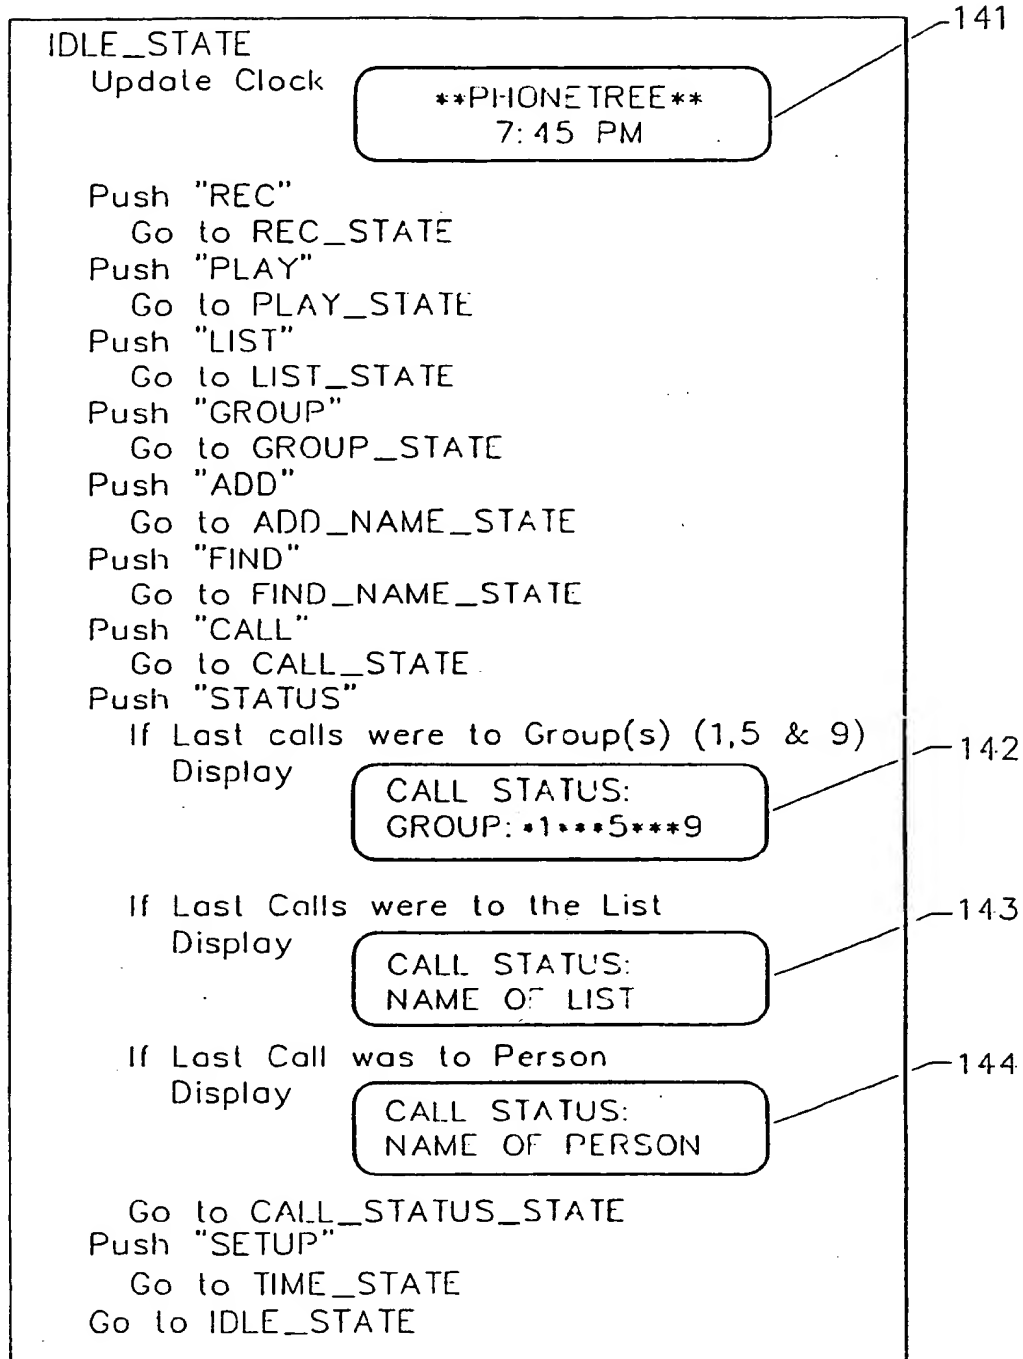 141
IDLE_STATE
Update Clock
**PHONETREE**
7:45 PM
Push "REC"
Go to REC_STATE
Push "PLAY"
Go to PLAY_STATE
Push "LIST"
Go to LIST_STATE
Push "GROUP"
Go to GROUP_STATE
Push "ADD"
Go to ADD_NAME_STATE
Push "FIND"
Go to FIND_NAME_STATE
Push "CALL"
Go to CALL_STATE
Push "STATUS"
If Last calls were to Group(s) (1,5 & 9)
Display
142
CALL STATUS:
GROUP:*1***5***9
If Last Calls were to the List
Display
143
CALL STATUS:
NAME OF LIST
If Last Call was to Person
Display
144
CALL STATUS:
NAME OF PERSON
Go to CALL_STATUS_STATE
Push "SETUP"
Go to TIME_STATE
Go to IDLE_STATE